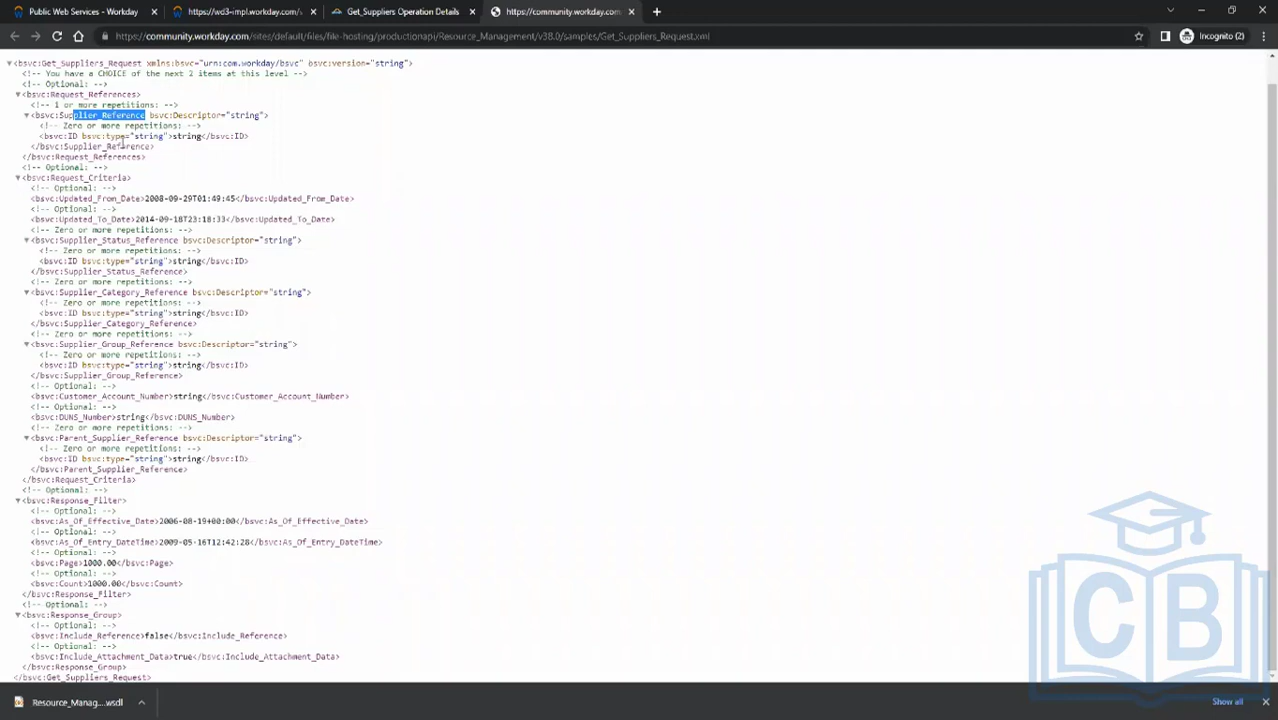 Public Web Services - Workday
https://wd3-impl.workday.com/w
Get_Suppliers Operation Details
https://community.workday.com
https://community.workday.com/sites/default/files/file-hosting/productionapi/Resource_Management/v38.0/samples/Get_Suppliers_Request.xml
Incognito (2)
<bsvc:Get_Suppliers_Request xmlns:bsvc="urn:com.workday/bsvc" bsvc:version="string">
<!-- You have a CHOICE of the next 2 items at this level -->
<!-- Optional: -->
<bsvc:Request_References>
<!-- 1 or more repetitions: -->
<bsvc:Supplier_Reference bsvc:Descriptor="string">
<!-- Zero or more repetitions: -->
<bsvc:ID bsvc:type="string">string</bsvc:ID>
</bsvc:Supplier_Reference>
</bsvc:Request_References>
<!-- Optional: -->
<bsvc:Request_Criteria>
<!-- Optional: -->
<bsvc:Updated_From_Date>2008-09-29T01:49:45</bsvc:Updated_From_Date>
<!-- Optional: -->
<bsvc:Updated_To_Date>2014-09-18T23:18:33</bsvc:Updated_To_Date>
<!-- Zero or more repetitions: -->
<bsvc:Supplier_Status_Reference bsvc:Descriptor="string">
<!-- Zero or more repetitions: -->
<bsvc:ID bsvc:type="string">string</bsvc:ID>
</bsvc:Supplier_Status_Reference>
<!-- Zero or more repetitions: -->
<bsvc:Supplier_Category_Reference bsvc:Descriptor="string">
<!-- Zero or more repetitions: -->
<bsvc:ID bsvc:type="string">string</bsvc:ID>
</bsvc:Supplier_Category_Reference>
<!-- Zero or more repetitions: -->
<bsvc:Supplier_Group_Reference bsvc:Descriptor="string">
<!-- Zero or more repetitions: -->
<bsvc:ID bsvc:type="string">string</bsvc:ID>
</bsvc:Supplier_Group_Reference>
<!-- Optional: -->
<bsvc:Customer_Account_Number>string</bsvc:Customer_Account_Number>
<!-- Optional: -->
<bsvc:DUNS_Number>string</bsvc:DUNS_Number>
<!-- Zero or more repetitions: -->
<bsvc:Parent_Supplier_Reference bsvc:Descriptor="string">
<!-- Zero or more repetitions: -->
<bsvc:ID bsvc:type="string">string</bsvc:ID>
</bsvc:Parent_Supplier_Reference>
</bsvc:Request_Criteria>
<!-- Optional: -->
<bsvc:Response_Filter>
<!-- Optional: -->
<bsvc:As_Of_Effective_Date>2006-08-19+00:00</bsvc:As_Of_Effective_Date>
<!-- Optional: -->
<bsvc:As_Of_Entry_DateTime>2009-05-16T12:42:28</bsvc:As_Of_Entry_DateTime>
<!-- Optional: -->
<bsvc:Page>1000.00</bsvc:Page>
<!-- Optional: -->
<bsvc:Count>1000.00</bsvc:Count>
</bsvc:Response_Filter>
<!-- Optional: -->
<bsvc:Response_Group>
<!-- Optional: -->
<bsvc:Include_Reference>false</bsvc:Include_Reference>
<!-- Optional: -->
<bsvc:Include_Attachment_Data>true</bsvc:Include_Attachment_Data>
</bsvc:Response_Group>
</bsvc:Get_Suppliers_Request>
CB
Resource_Manag....wsdl
Show all